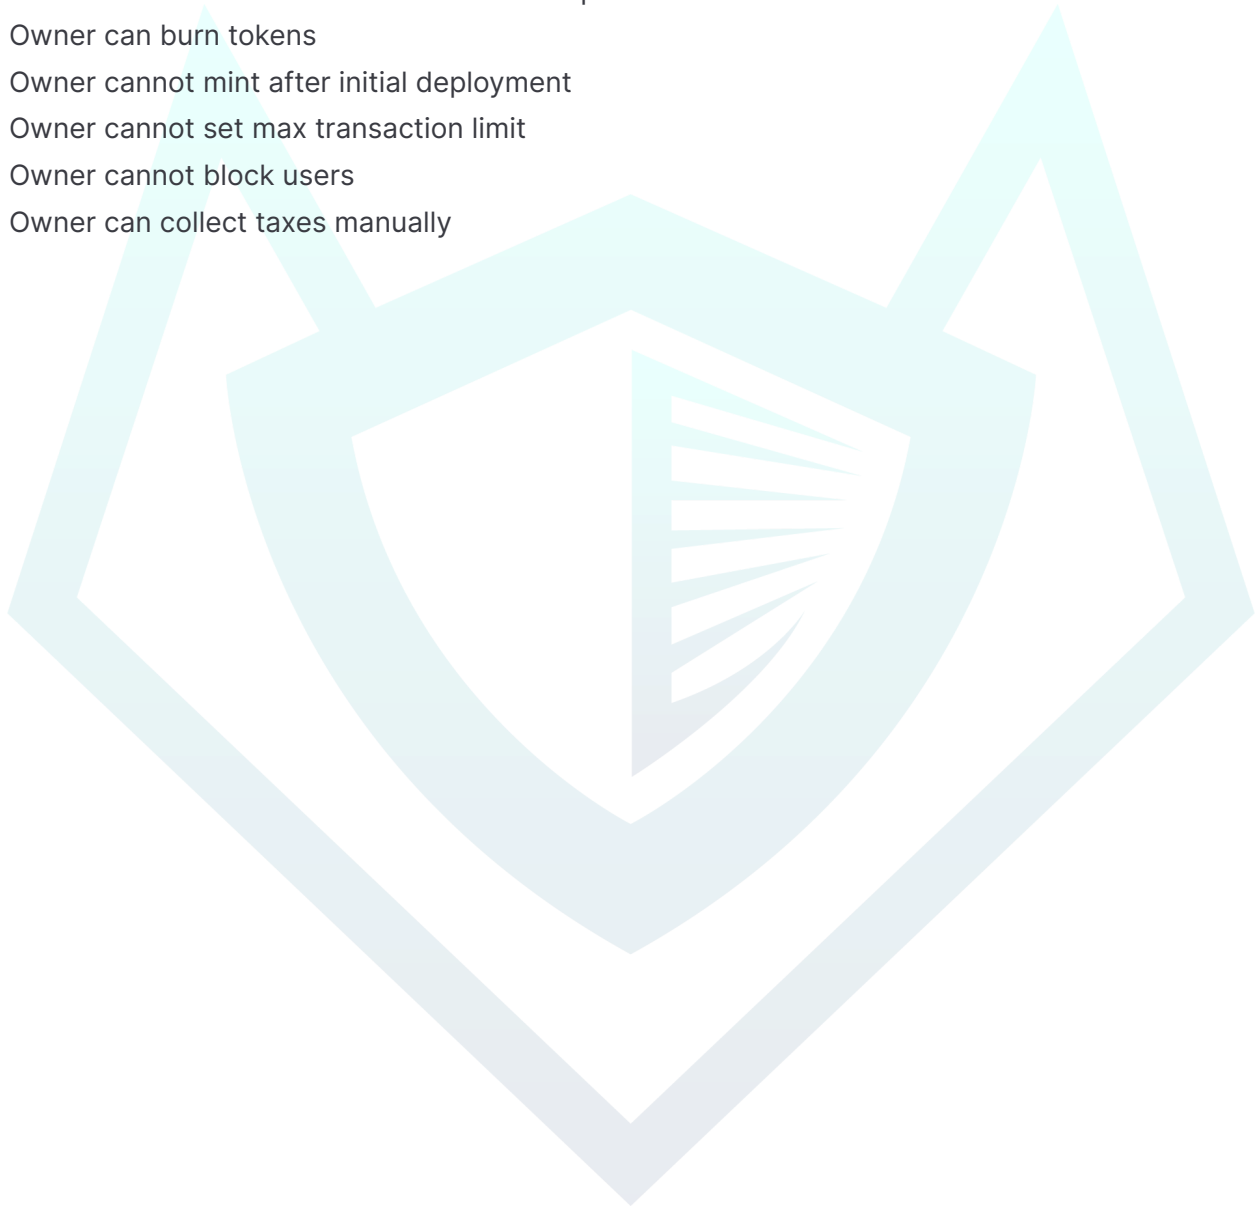 Owner can burn tokens
Owner cannot mint after initial deployment
Owner cannot set max transaction limit
Owner cannot block users
Owner can collect taxes manually